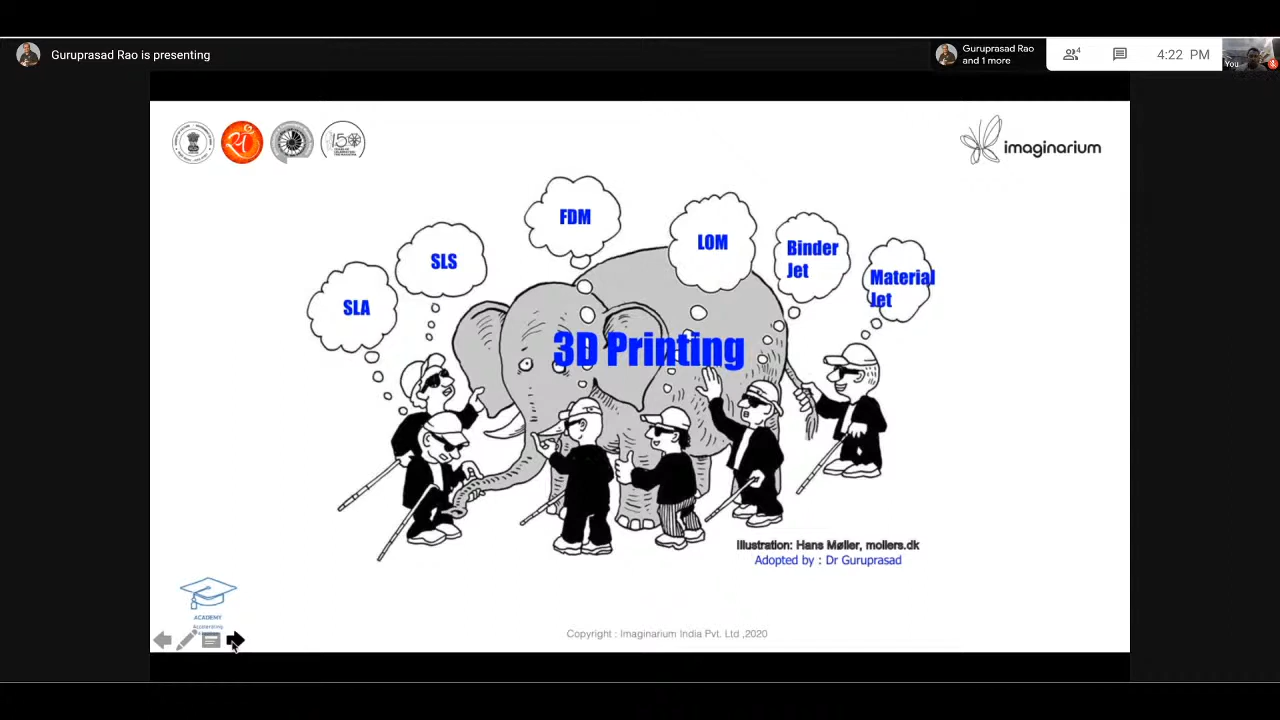 Guruprasad Rao is presenting
Guruprasad Rao
and 1 more
4
4:22 PM
You
imaginarium
FDM
LOM
SLS
Binder
Jet
Material
Jet
SLA
3D Printing
Illustration: Hans Møller, mollers.dk
Adopted by : Dr Guruprasad
ACADEMY
Accelerating
Copyright : Imaginarium India Pvt. Ltd ,2020